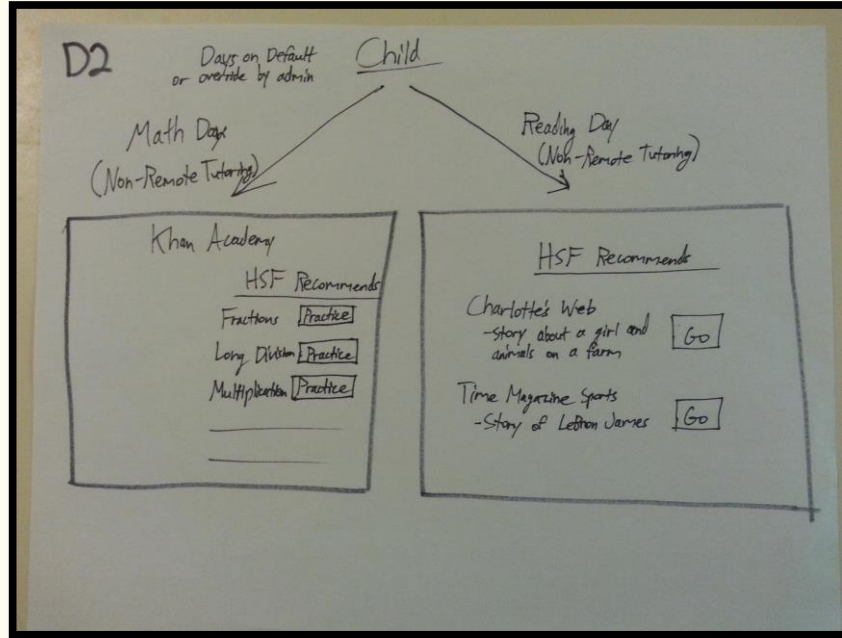 D2
Days on Default
or override by admin
Child
Math Days
(Non-Remote Tutoring)
Reading Day
(Non-Remote Tutoring)
Khan Academy
HSF Recommends
Fractions Practice
Long Division Practice
Multiplication Practice
HSF Recommends
Charlotte's Web
-Story about a girl and
animals on a farm
Go
Time Magazine Sports
-Story of LeBron James
Go